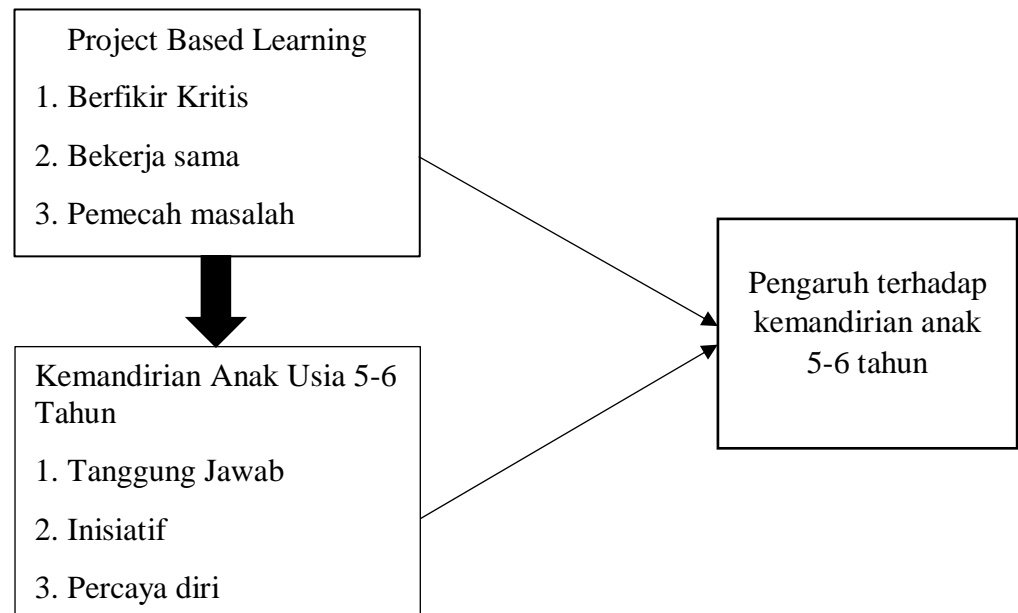 Project Based Learning
1. Berfikir Kritis
2. Bekerja sama
3. Pemecah masalah
Kemandirian Anak Usia 5-6
Tahun
1. Tanggung Jawab
2. Inisiatif
3. Percaya diri
Pengaruh terhadap
kemandirian anak
5-6 tahun